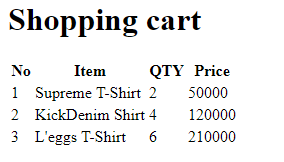 Shopping cart
No Item QTY Price
1 Supreme T-Shirt 2 50000
2 KickDenim Shirt 4 120000
3 L'eggs T-Shirt 6 210000